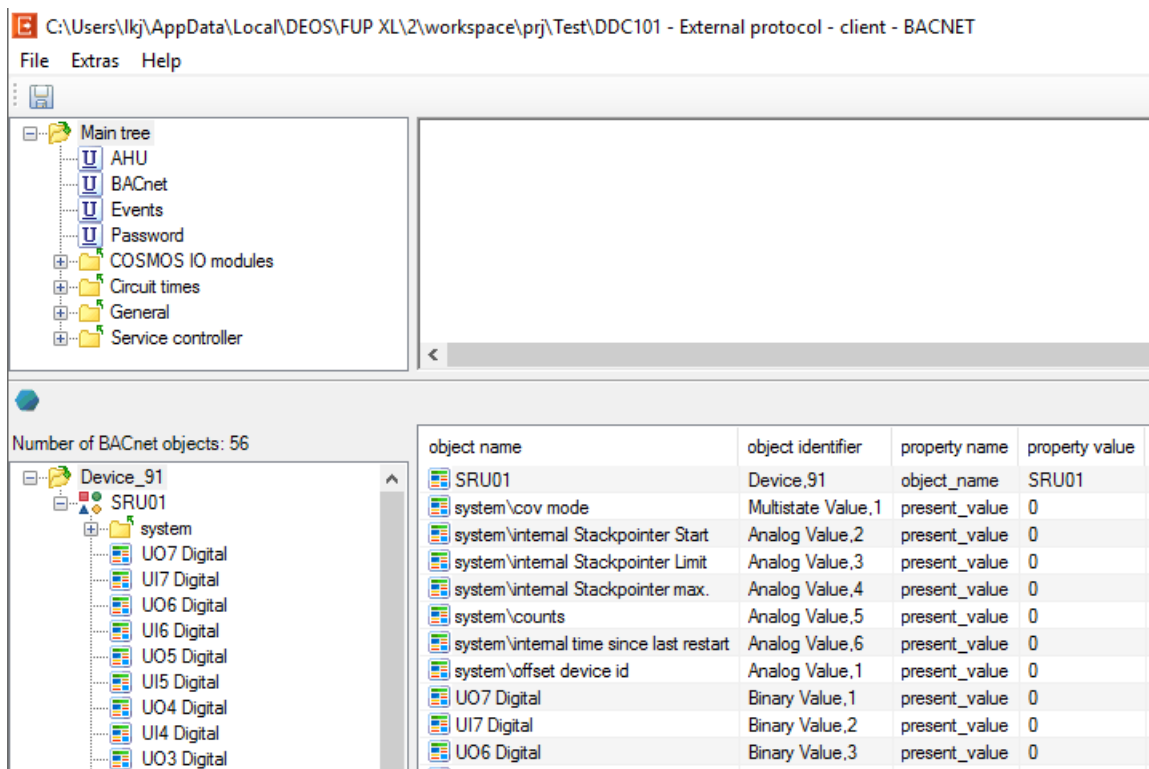 C:\Users\lkj\AppData\Local\DEOS\FUP XL\2\workspace\prj\Test\DDC101 - External protocol - client - BACNET
File Extras Help
Main tree
AHU
BACnet
Events
Password
COSMOS IO modules
Circuit times
General
Service controller
Number of BACnet objects: 56
Device_91
SRU01
system
UO7 Digital
UI7 Digital
UO6 Digital
UI6 Digital
UO5 Digital
UI5 Digital
UO4 Digital
UI4 Digital
UO3 Digital
object name object identifier property name property value
SRU01 Device,91 object_name SRU01
system\cov mode Multistate Value,1 present_value 0
system\internal Stackpointer Start Analog Value,2 present_value 0
system\internal Stackpointer Limit Analog Value,3 present_value 0
system\internal Stackpointer max. Analog Value,4 present_value 0
system\counts Analog Value,5 present_value 0
system\internal time since last restart Analog Value,6 present_value 0
system\offset device id Analog Value,1 present_value 0
UO7 Digital Binary Value,1 present_value 0
UI7 Digital Binary Value,2 present_value 0
UO6 Digital Binary Value,3 present_value 0